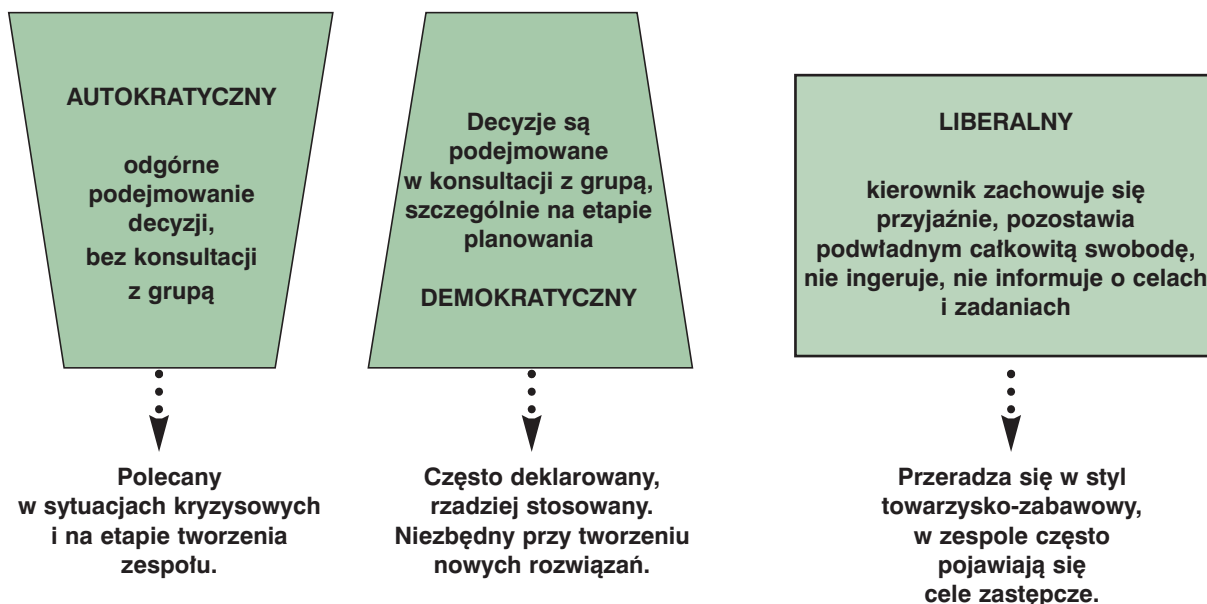 AUTOKRATYCZNY
odgórne
podejmowanie
decyzji,
bez konsultacji
z grupą
Polecany
w sytuacjach kryzysowych
i na etapie tworzenia
zespołu.
Decyzje są
podejmowane
w konsultacji z grupą,
szczególnie na etapie
planowania
DEMOKRATYCZNY
Często deklarowany,
rzadziej stosowany.
Niezbędny przy tworzeniu
nowych rozwiązań.
LIBERALNY
kierownik zachowuje się
przyjaźnie, pozostawia
podwładnym całkowitą swobodę,
nie ingeruje, nie informuje o celach
i zadaniach
Przeradza się w styl
towarzysko-zabawowy,
w zespole często
pojawiają się
cele zastępcze.